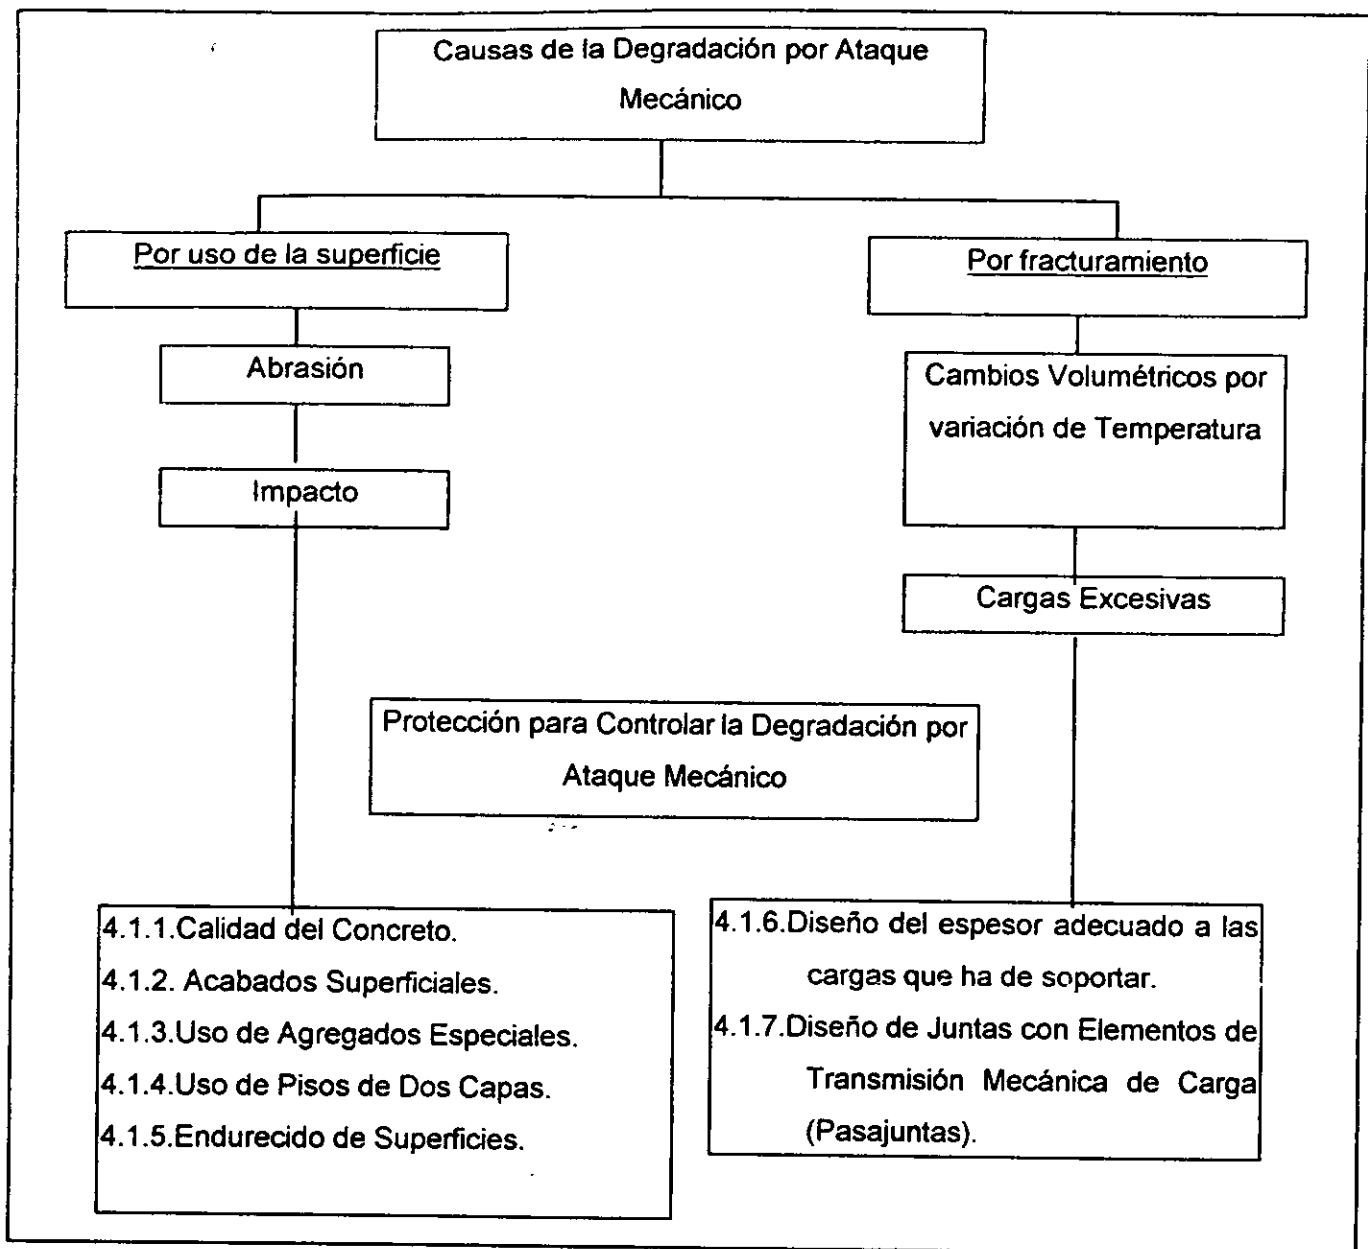 Causas de la Degradación por Ataque
Mecánico
Por uso de la superficie
Por fracturamiento
Abrasión
Cambios Volumétricos por
variación de Temperatura
Impacto
Cargas Excesivas
Protección para Controlar la Degradación por
Ataque Mecánico
4.1.1.Calidad del Concreto.
4.1.2. Acabados Superficiales.
4.1.3.Uso de Agregados Especiales.
4.1.4.Uso de Pisos de Dos Capas.
4.1.5.Endurecido de Superficies.
4.1.6.Diseño del espesor adecuado a las
cargas que ha de soportar.
4.1.7.Diseño de Juntas con Elementos de
Transmisión Mecánica de Carga
(Pasajuntas).